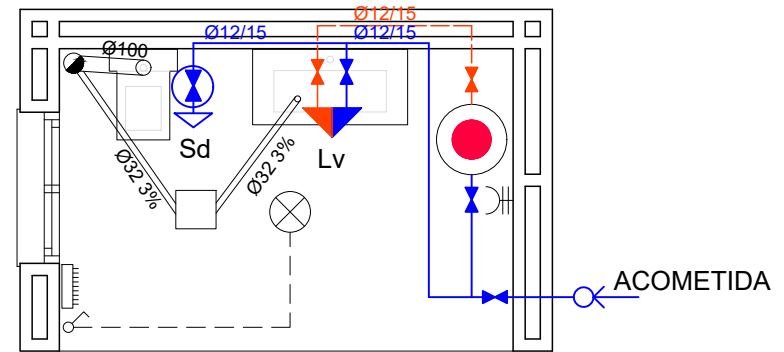 Ø12/15
Ø12/15
Ø12/15
Ø100
Sd
Lv
Ø32 3%
Ø32 3%
ACOMETIDA